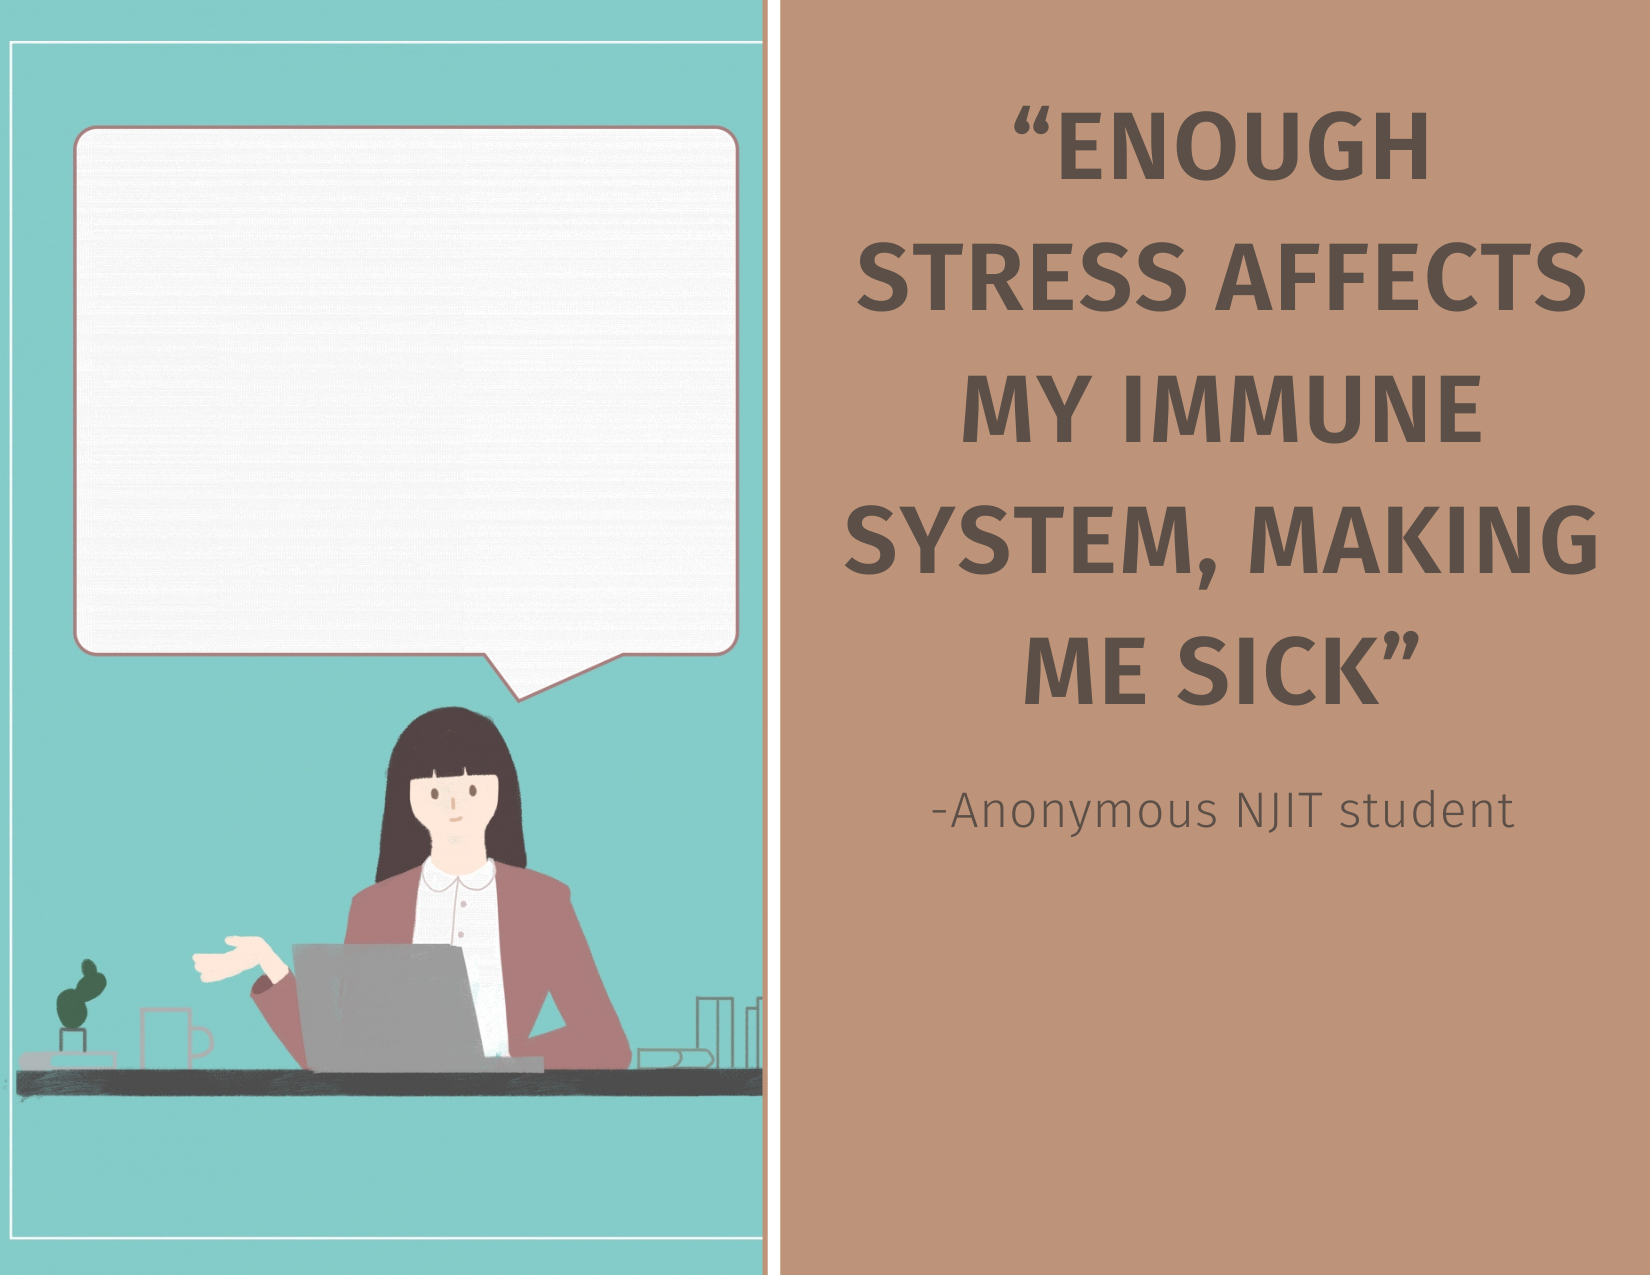 “ENOUGH
STRESS AFFECTS
MY IMMUNE
SYSTEM, MAKING
ME SICK”
-Anonymous NJIT student